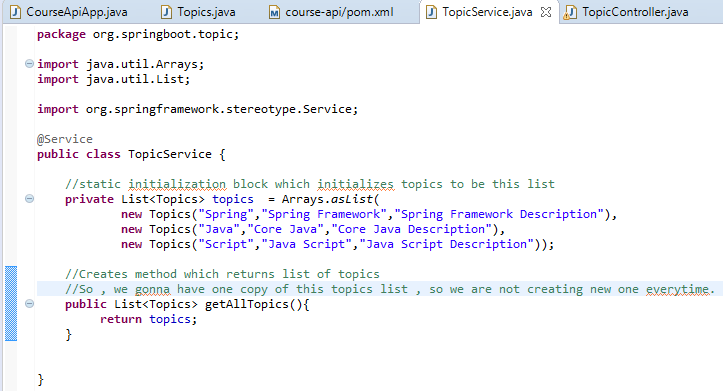 CourseApiApp.java Topics.java course-api/pom.xml TopicService.java TopicController.java
package org.springboot.topic;
import java.util.Arrays;
import java.util.List;
import org.springframework.stereotype.Service;
@Service
public class TopicService {
//static initialization block which initializes topics to be this list
private List<Topics> topics  = Arrays.asList(
new Topics("Spring","Spring Framework","Spring Framework Description"),
new Topics("Java","Core Java","Core Java Description"),
new Topics("Script","Java Script","Java Script Description"));
//Creates method which returns list of topics
//So , we gonna have one copy of this topics list , so we are not creating new one everytime.
public List<Topics> getAllTopics(){
return topics;
}
}